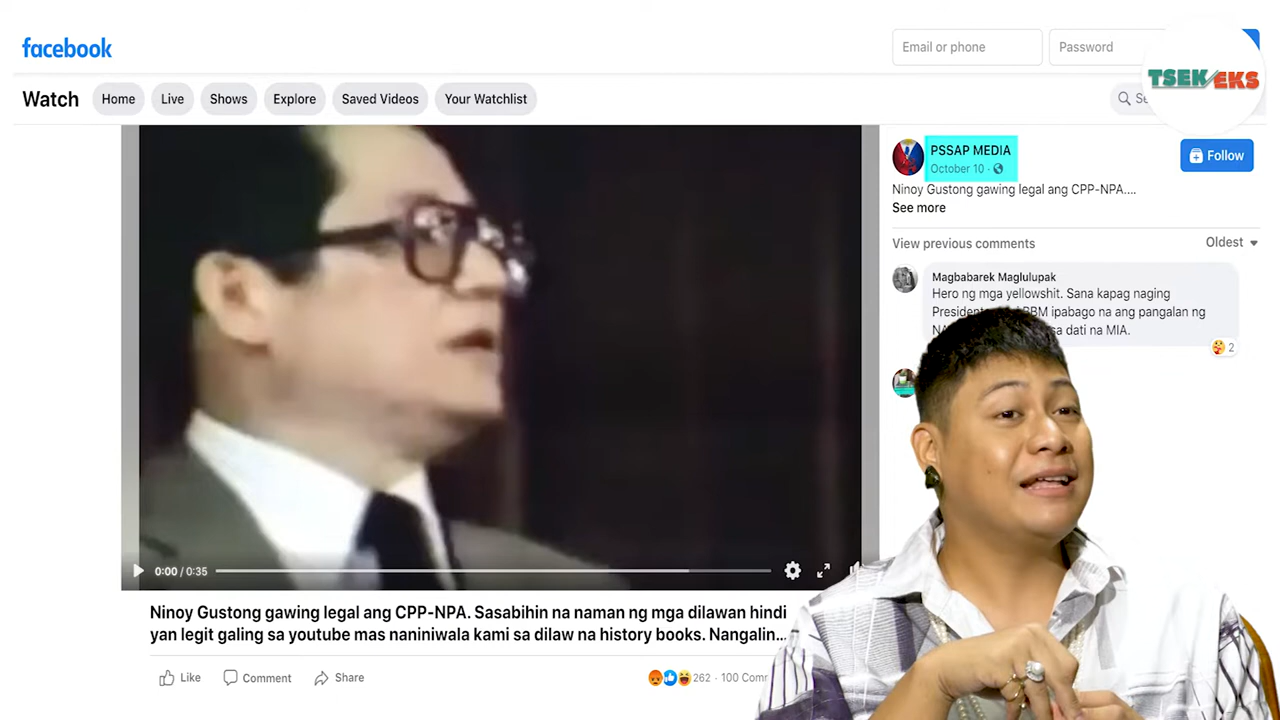 facebook
Email or phone
Password
TSEK/EKS
Watch
Home
Live
Shows
Explore
Saved Videos
Your Watchlist
PSSAP MEDIA
October 10 ·
Follow
Ninoy Gustong gawing legal ang CPP-NPA....
See more
View previous comments
Oldest
Magbabarek Maglulupak
Hero ng mga yellowshit. Sana kapag naging
BBM ipabago na ang pangalan ng
sa dati na MIA.
2
0:00 / 0:35
Ninoy Gustong gawing legal ang CPP-NPA. Sasabihin na naman ng mga dilawan hindi
yan legit galing sa youtube mas naniniwala kami sa dilaw na history books. Nangalin...
Like
Comment
Share
262 · 100